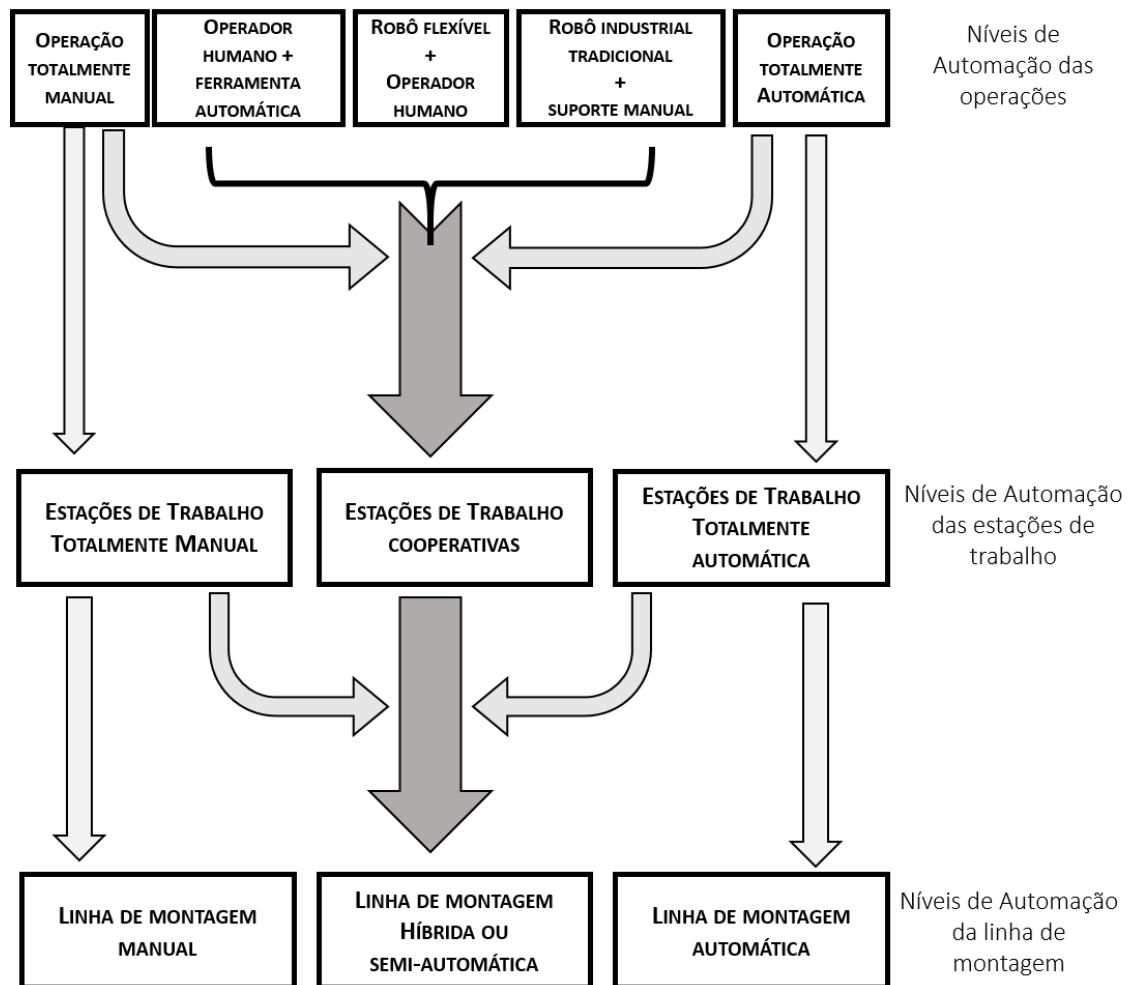 OPERAÇÃO
TOTALMENTE
MANUAL
OPERADOR
HUMANO +
FERRAMENTA
AUTOMÁTICA
ROBÔ FLEXÍVEL
+
OPERADOR
HUMANO
ROBÔ INDUSTRIAL
TRADICIONAL
+
SUPORTE MANUAL
OPERAÇÃO
TOTALMENTE
AUTOMÁTICA
Níveis de
Automação das
operações
ESTAÇÕES DE TRABALHO
TOTALMENTE MANUAL
ESTAÇÕES DE TRABALHO
COOPERATIVAS
ESTAÇÕES DE TRABALHO
TOTALMENTE
AUTOMÁTICA
Níveis de Automação
das estações de
trabalho
LINHA DE MONTAGEM
MANUAL
LINHA DE MONTAGEM
HÍBRIDA OU
SEMI-AUTOMÁTICA
LINHA DE MONTAGEM
AUTOMÁTICA
Níveis de Automação
da linha de
montagem